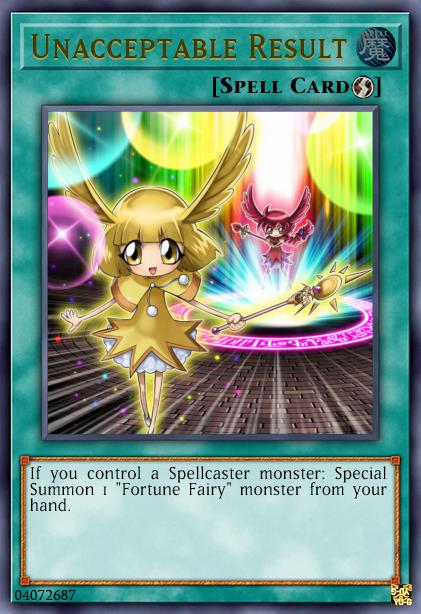 Unacceptable Result
[Spell Card]
If you control a Spellcaster monster: Special
Summon 1 "Fortune Fairy" monster from your
hand.
04072687